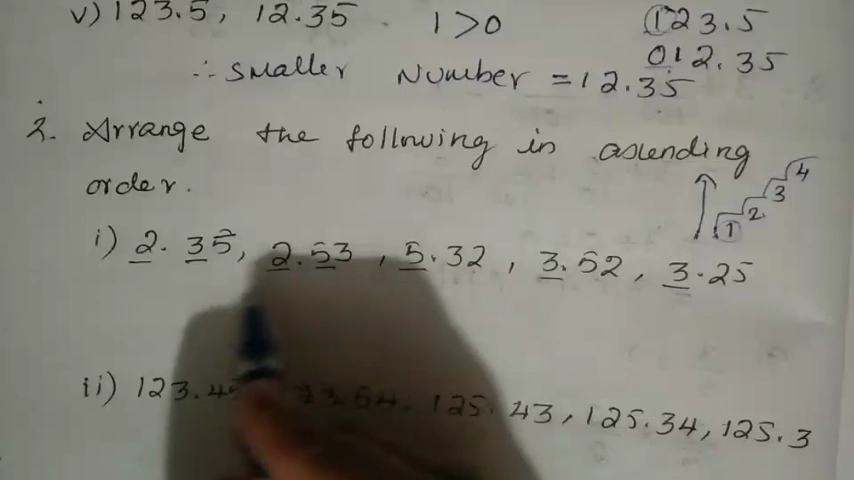 v) 123.5, 12.35 1 > 0 123.5
012.35
∴ Smaller Number = 12.35
2. Arrange the following in ascending
order.
1 2 3 4
i) 2.35, 2.53, 5.32, 3.52, 3.25
ii) 123.4 125.43, 125.34, 125.3